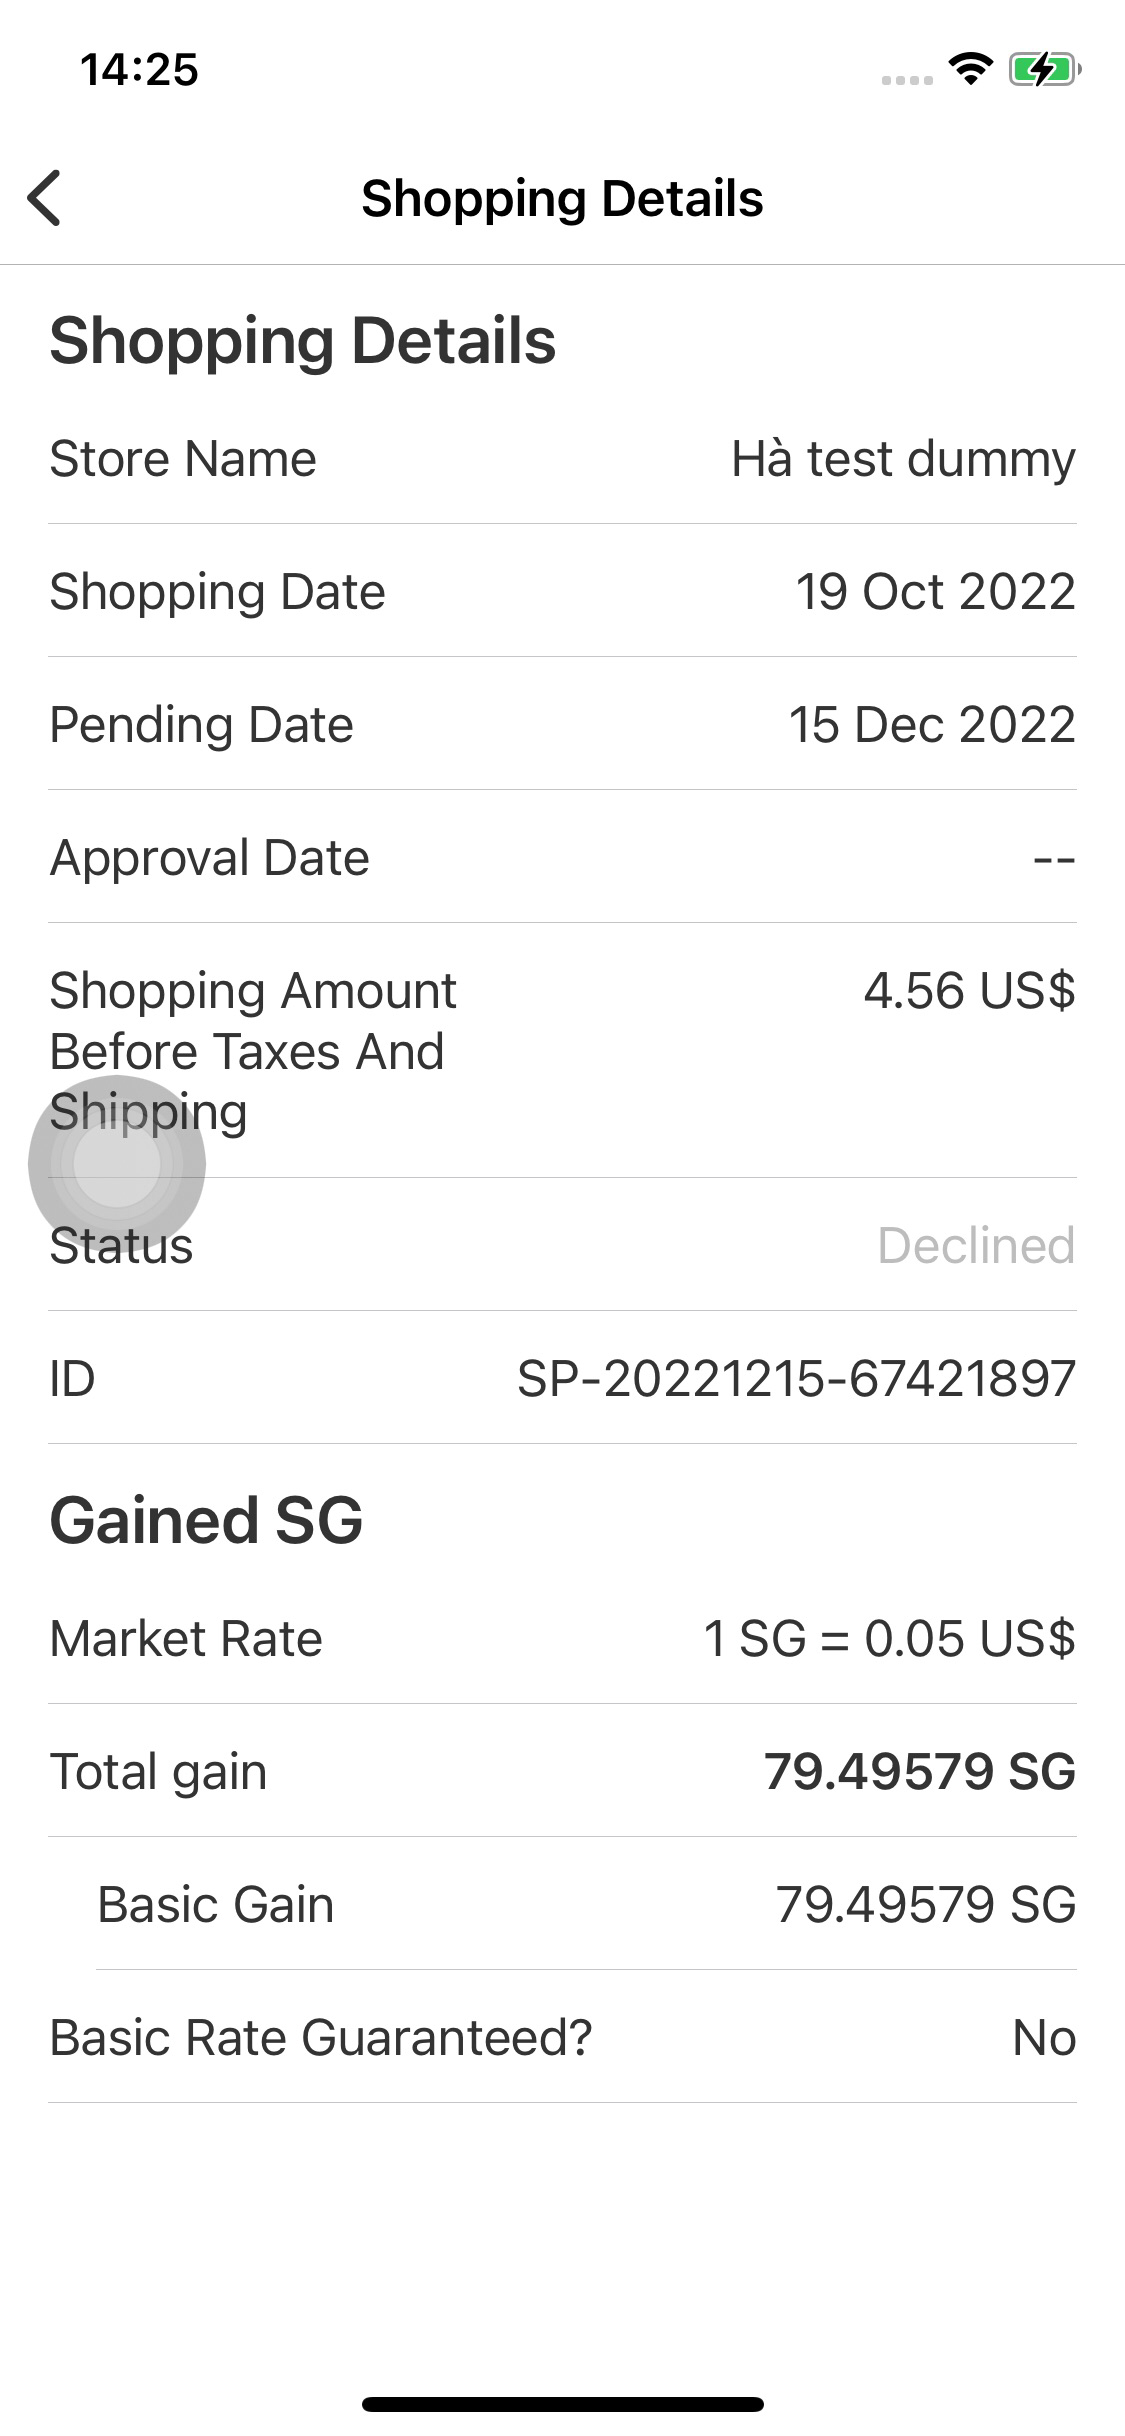 14:25
Shopping Details
Shopping Details
Store Name Hà test dummy
Shopping Date 19 Oct 2022
Pending Date 15 Dec 2022
Approval Date --
Shopping Amount 4.56 US$
Before Taxes And
Shipping
Status Declined
ID SP-20221215-67421897
Gained SG
Market Rate 1 SG = 0.05 US$
Total gain 79.49579 SG
Basic Gain 79.49579 SG
Basic Rate Guaranteed? No